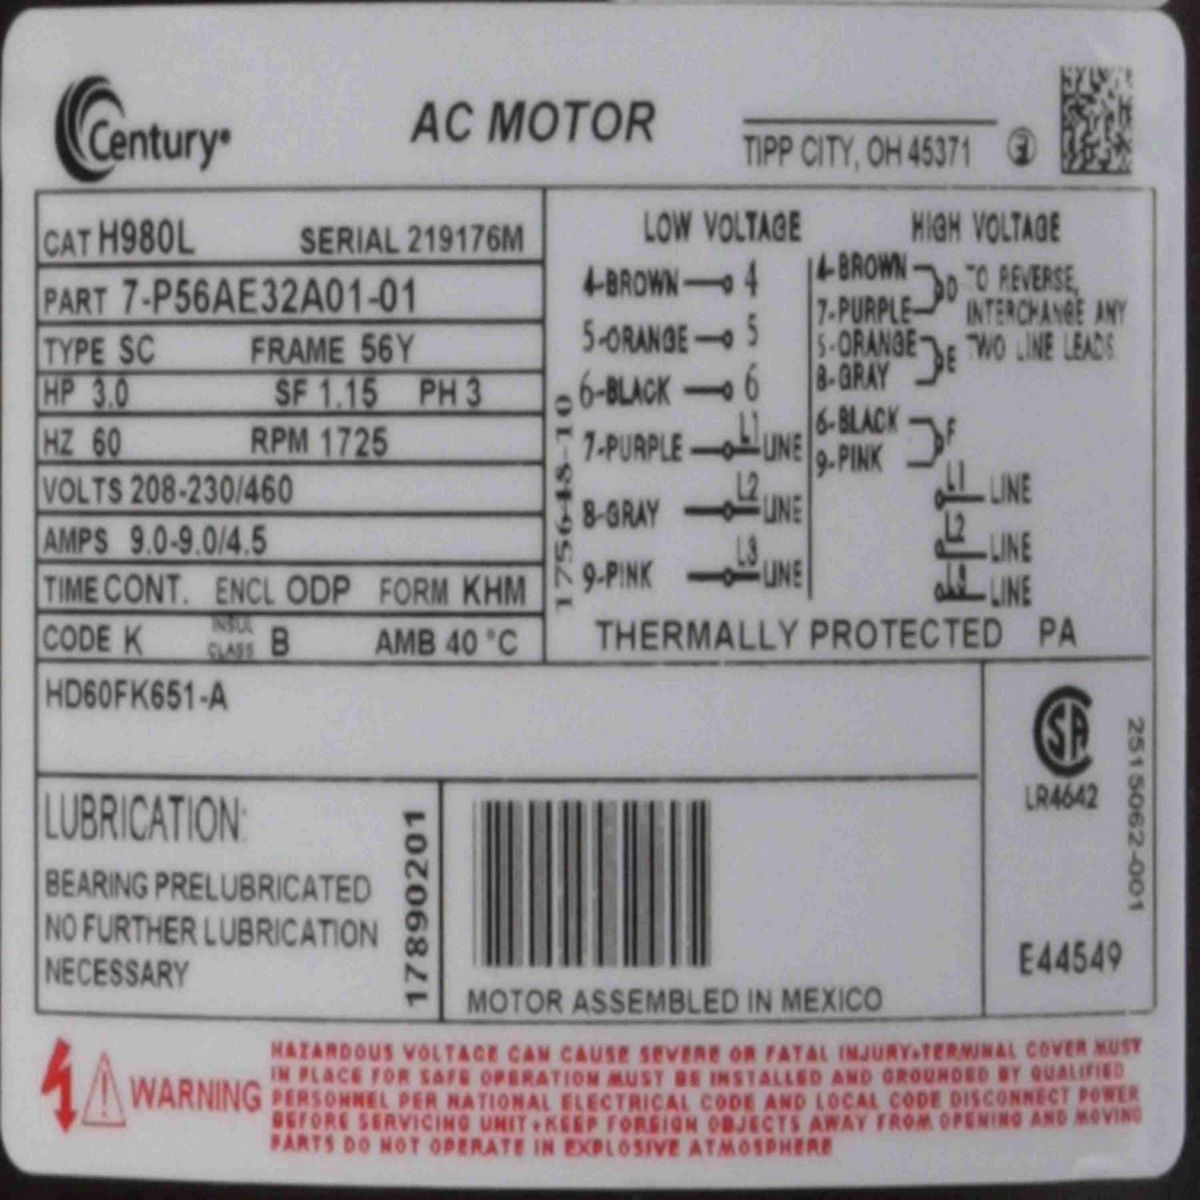 Century®
AC MOTOR
TIPP CITY, OH 45371
CAT H980L SERIAL 219176M
PART 7-P56AE32A01-01
TYPE SC FRAME 56Y
HP 3.0 SF 1.15 PH 3
HZ 60 RPM 1725
VOLTS 208-230/460
AMPS 9.0-9.0/4.5
TIME CONT. ENCL ODP FORM KHM
CODE K INSUL CLASS B AMB 40 °C
1756448-10
LOW VOLTAGE
4-BROWN 4
5-ORANGE 5
6-BLACK 6
7-PURPLE L1 LINE
8-GRAY L2 LINE
9-PINK L3 LINE
HIGH VOLTAGE
4-BROWN
7-PURPLE D
5-ORANGE
8-GRAY E
6-BLACK
9-PINK F
L1 LINE
L2 LINE
L3 LINE
TO REVERSE,
INTERCHANGE ANY
TWO LINE LEADS
THERMALLY PROTECTED PA
HD60FK651-A
LUBRICATION:
BEARING PRELUBRICATED
NO FURTHER LUBRICATION
NECESSARY
17890201
MOTOR ASSEMBLED IN MEXICO
SA
LR4642
2515062-001
E44549
WARNING
HAZARDOUS VOLTAGE CAN CAUSE SEVERE OR FATAL INJURY•TERMINAL COVER MUST
IN PLACE FOR SAFE OPERATION MUST BE INSTALLED AND GROUNDED BY QUALIFIED
PERSONNEL PER NATIONAL ELECTRICAL CODE AND LOCAL CODE DISCONNECT POWER
BEFORE SERVICING UNIT•KEEP FOREIGN OBJECTS AWAY FROM OPENING AND MOVING
PARTS DO NOT OPERATE IN EXPLOSIVE ATMOSPHERE